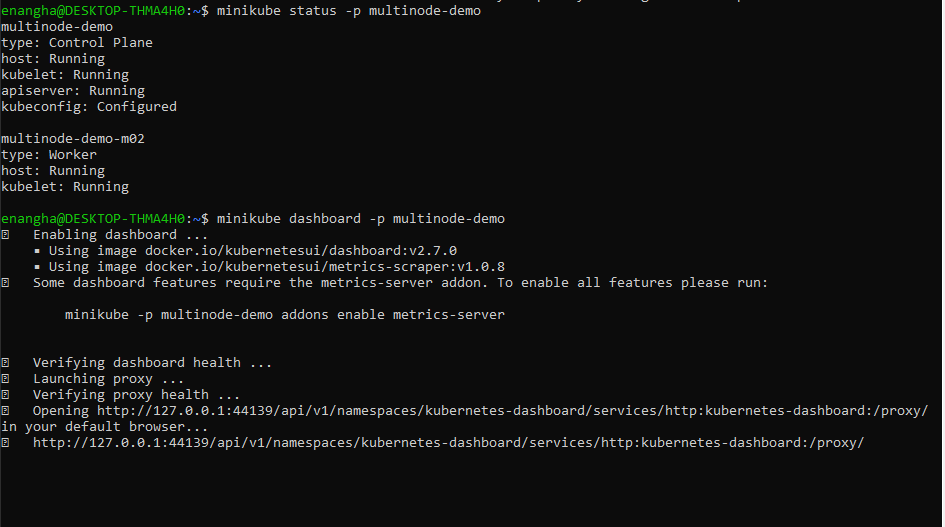 enangha@DESKTOP-THMA4H0:~$ minikube status -p multinode-demo
multinode-demo
type: Control Plane
host: Running
kubelet: Running
apiserver: Running
kubeconfig: Configured

multinode-demo-m02
type: Worker
host: Running
kubelet: Running

enangha@DESKTOP-THMA4H0:~$ minikube dashboard -p multinode-demo
Enabling dashboard ...
▪ Using image docker.io/kubernetesui/dashboard:v2.7.0
▪ Using image docker.io/kubernetesui/metrics-scraper:v1.0.8
Some dashboard features require the metrics-server addon. To enable all features please run:

minikube -p multinode-demo addons enable metrics-server

Verifying dashboard health ...
Launching proxy ...
Verifying proxy health ...
Opening http://127.0.0.1:44139/api/v1/namespaces/kubernetes-dashboard/services/http:kubernetes-dashboard:/proxy/
in your default browser...
http://127.0.0.1:44139/api/v1/namespaces/kubernetes-dashboard/services/http:kubernetes-dashboard:/proxy/